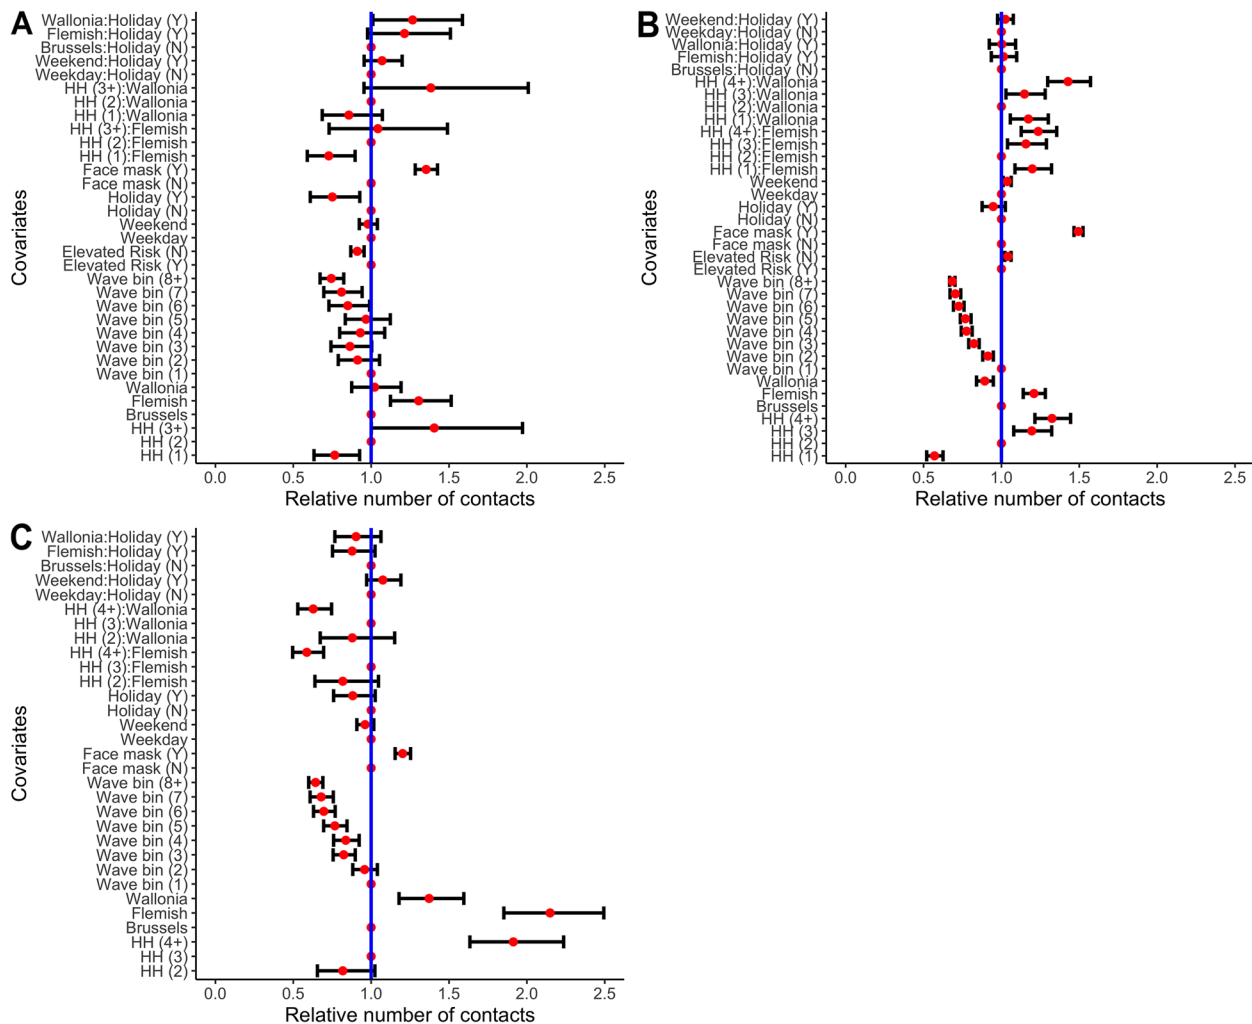 A
Wallonia:Holiday (Y)
Flemish:Holiday (Y)
Brussels:Holiday (N)
Weekend:Holiday (Y)
Weekday:Holiday (N)
HH (3+):Wallonia
HH (2):Wallonia
HH (1):Wallonia
HH (3+):Flemish
HH (2):Flemish
HH (1):Flemish
Face mask (Y)
Face mask (N)
Holiday (Y)
Holiday (N)
Weekend
Weekday
Elevated Risk (N)
Elevated Risk (Y)
Wave bin (8+)
Wave bin (7)
Wave bin (6)
Wave bin (5)
Wave bin (4)
Wave bin (3)
Wave bin (2)
Wave bin (1)
Wallonia
Flemish
Brussels
HH (3+)
HH (2)
HH (1)
Covariates
0.0 0.5 1.0 1.5 2.0 2.5
Relative number of contacts
B
Weekend:Holiday (Y)
Weekday:Holiday (N)
Wallonia:Holiday (Y)
Flemish:Holiday (Y)
Brussels:Holiday (N)
HH (4+):Wallonia
HH (3):Wallonia
HH (2):Wallonia
HH (1):Wallonia
HH (4+):Flemish
HH (3):Flemish
HH (2):Flemish
HH (1):Flemish
Weekend
Weekday
Holiday (Y)
Holiday (N)
Face mask (Y)
Face mask (N)
Elevated Risk (N)
Elevated Risk (Y)
Wave bin (8+)
Wave bin (7)
Wave bin (6)
Wave bin (5)
Wave bin (4)
Wave bin (3)
Wave bin (2)
Wave bin (1)
Wallonia
Flemish
Brussels
HH (4+)
HH (3)
HH (2)
HH (1)
Covariates
0.0 0.5 1.0 1.5 2.0 2.5
Relative number of contacts
C
Wallonia:Holiday (Y)
Flemish:Holiday (Y)
Brussels:Holiday (N)
Weekend:Holiday (Y)
Weekday:Holiday (N)
HH (4+):Wallonia
HH (3):Wallonia
HH (2):Wallonia
HH (4+):Flemish
HH (3):Flemish
HH (2):Flemish
Holiday (Y)
Holiday (N)
Weekend
Weekday
Face mask (Y)
Face mask (N)
Wave bin (8+)
Wave bin (7)
Wave bin (6)
Wave bin (5)
Wave bin (4)
Wave bin (3)
Wave bin (2)
Wave bin (1)
Wallonia
Flemish
Brussels
HH (4+)
HH (3)
HH (2)
Covariates
0.0 0.5 1.0 1.5 2.0 2.5
Relative number of contacts